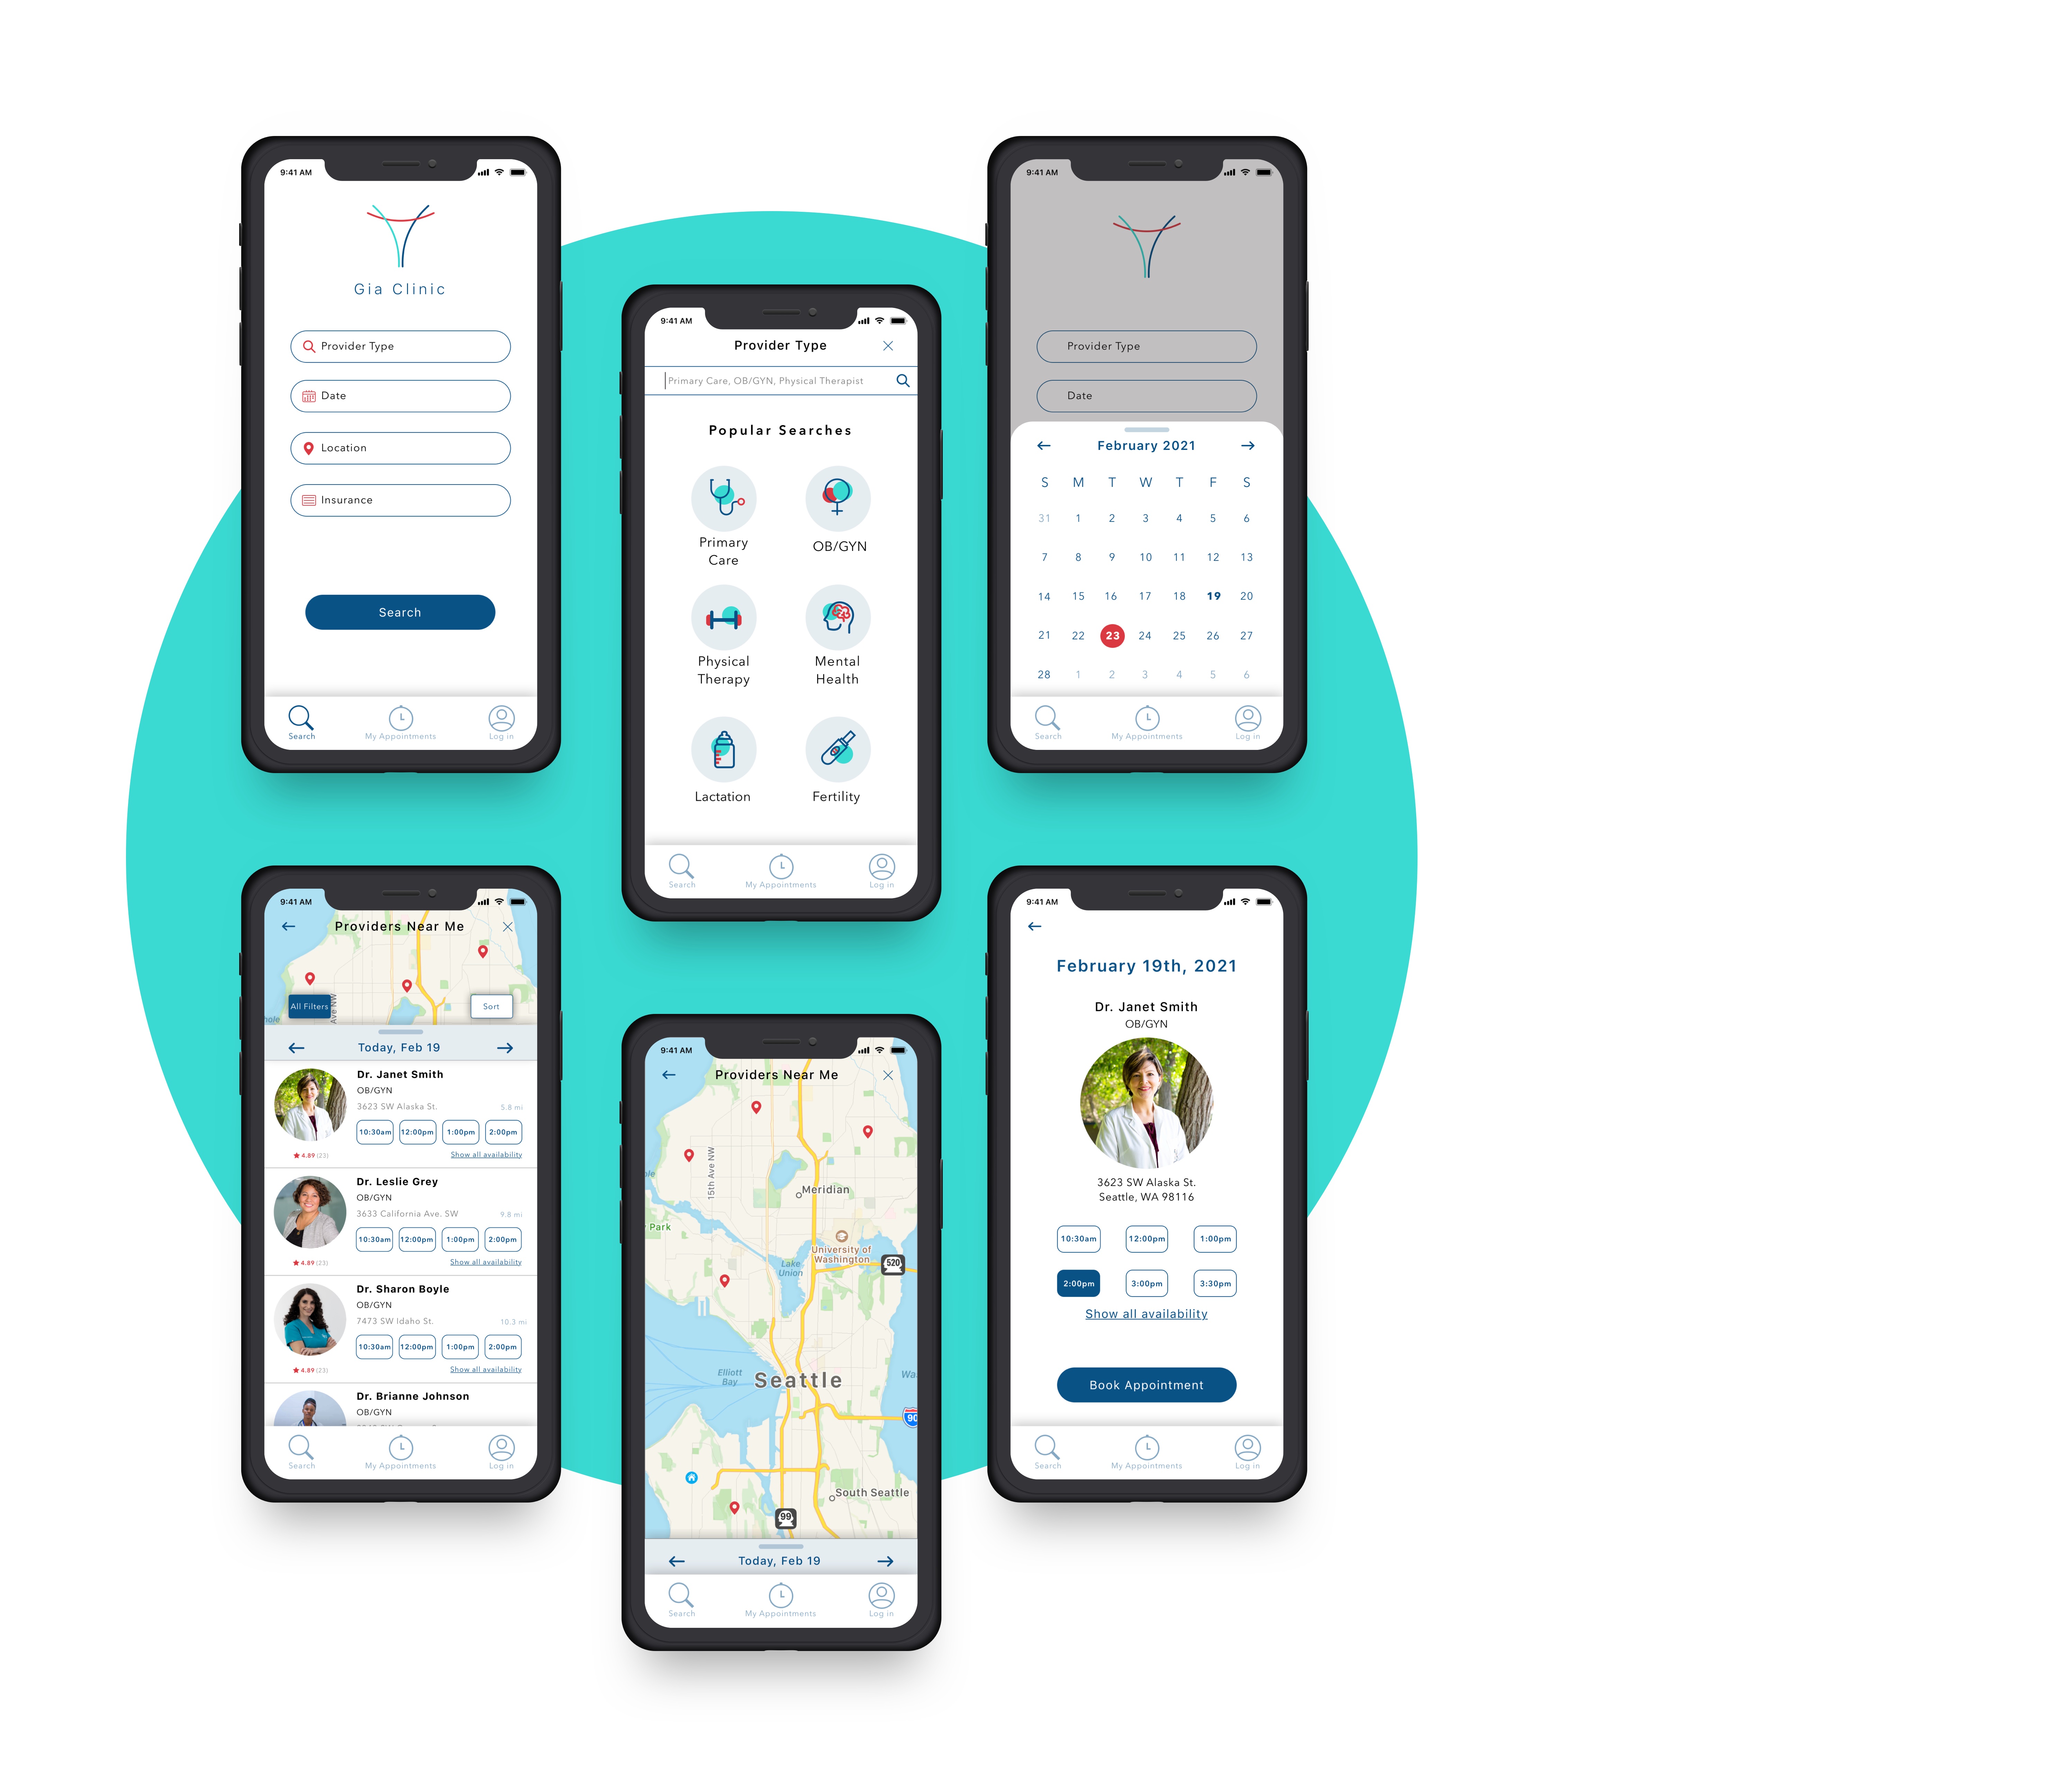 9:41 AM
Gia Clinic
Provider Type
Date
Location
Insurance
Search
Search
My Appointments
Log in
9:41 AM
Provider Type
Primary Care, OB/GYN, Physical Therapist
Popular Searches
Primary
Care
OB/GYN
Physical
Therapy
Mental
Health
Lactation
Fertility
Search
My Appointments
Log in
9:41 AM
Provider Type
Date
February 2021
S M T W T F S
31 1 2 3 4 5 6
7 8 9 10 11 12 13
14 15 16 17 18 19 20
21 22 23 24 25 26 27
28 1 2 3 4 5 6
Search
My Appointments
Log in
9:41 AM
Providers Near Me
All Filters
Ave NW
Sort
hole
Today, Feb 19
Dr. Janet Smith
OB/GYN
3623 SW Alaska St.
5.8 mi
10:30am 12:00pm 1:00pm 2:00pm
4.89 (23)
Show all availability
Dr. Leslie Grey
OB/GYN
3633 California Ave. SW
9.8 mi
10:30am 12:00pm 1:00pm 2:00pm
4.89 (23)
Show all availability
Dr. Sharon Boyle
OB/GYN
7473 SW Idaho St.
10.3 mi
10:30am 12:00pm 1:00pm 2:00pm
4.89 (23)
Show all availability
Dr. Brianne Johnson
OB/GYN
Search
My Appointments
Log in
9:41 AM
Providers Near Me
15th Ave NW
Meridian
Park
University of
Washington
520
Lake
Union
Elliott
Bay
Seattle
Wa
90
South Seattle
99
Today, Feb 19
Search
My Appointments
Log in
9:41 AM
February 19th, 2021
Dr. Janet Smith
OB/GYN
3623 SW Alaska St.
Seattle, WA 98116
10:30am 12:00pm 1:00pm
2:00pm 3:00pm 3:30pm
Show all availability
Book Appointment
Search
My Appointments
Log in